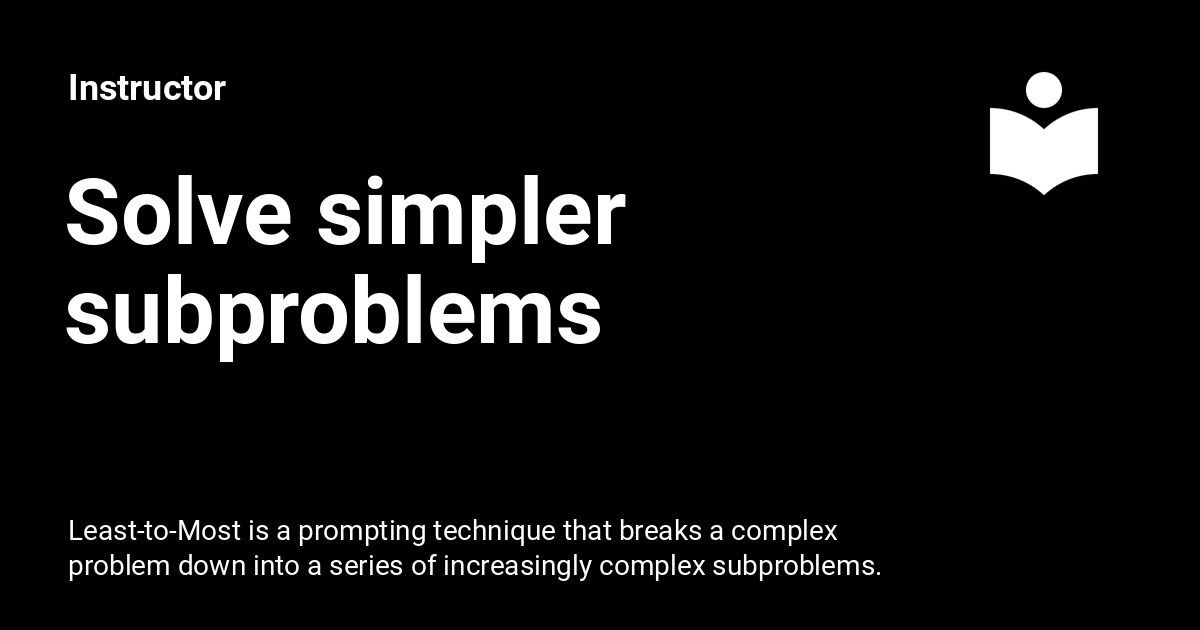 Instructor
Solve simpler
subproblems
Least-to-Most is a prompting technique that breaks a complex
problem down into a series of increasingly complex subproblems.